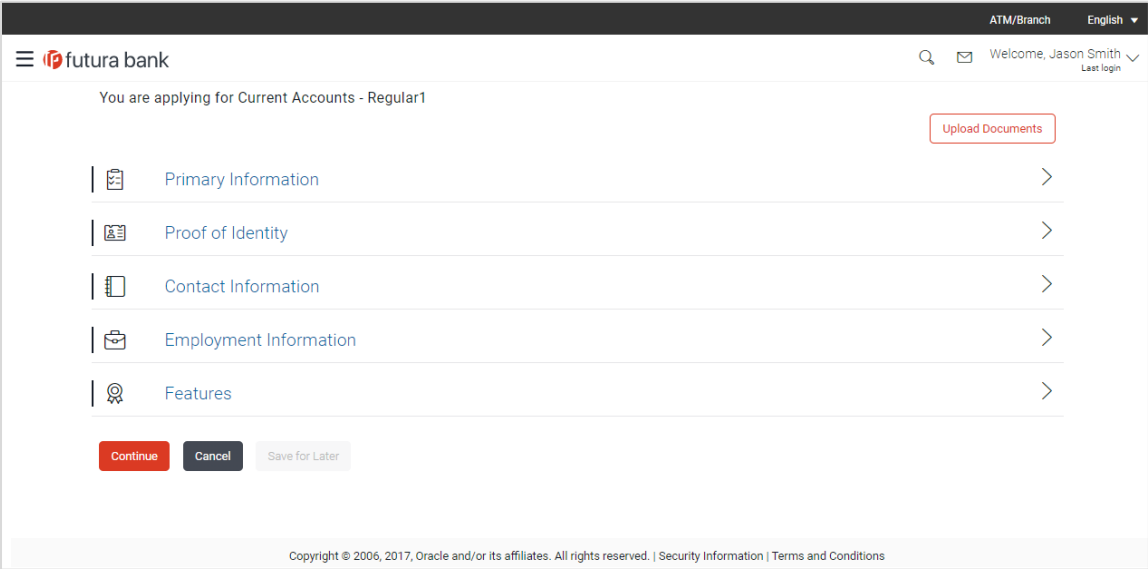 ATM/Branch English
futura bank
Welcome, Jason Smith
Last login
You are applying for Current Accounts - Regular1
Upload Documents
Primary Information
Proof of Identity
Contact Information
Employment Information
Features
Continue Cancel Save for Later
Copyright © 2006, 2017, Oracle and/or its affiliates. All rights reserved. | Security Information | Terms and Conditions